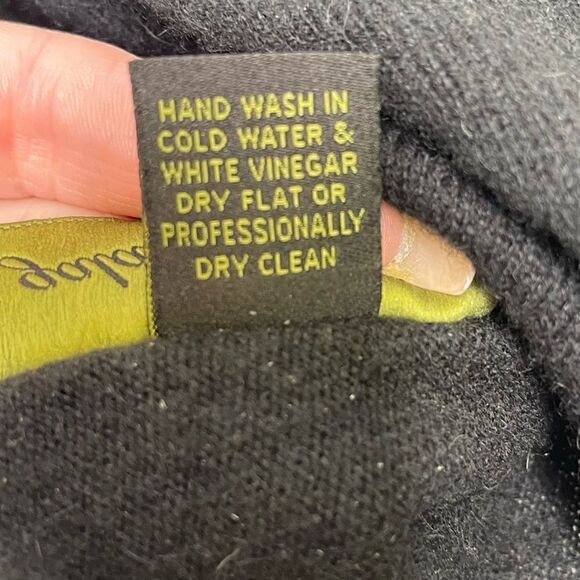 HAND WASH IN
COLD WATER &
WHITE VINEGAR
DRY FLAT OR
PROFESSIONALLY
DRY CLEAN